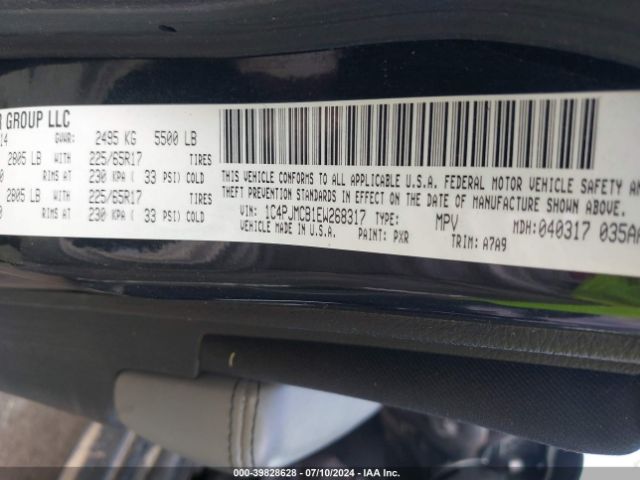 GROUP LLC
14
GVWR: 2495 KG 5500 LB
2805 LB WITH 225/65R17 TIRES
RIMS AT 230 KPA ( 33 PSI) COLD
2805 LB WITH 225/65R17 TIRES
RIMS AT 230 KPA ( 33 PSI) COLD
THIS VEHICLE CONFORMS TO ALL APPLICABLE U.S.A. FEDERAL MOTOR VEHICLE SAFETY AN
THEFT PREVENTION STANDARDS IN EFFECT ON THE DATE OF MANUFACTURE SHOWN ABOVE.
VIN: 1C4PJMCB1EW268317 TYPE: MPV MDH: 040317 035AA
VEHICLE MADE IN U.S.A. PAINT: PXR TRIM: A7A9
000-39828628 - 07/10/2024 - IAA Inc.